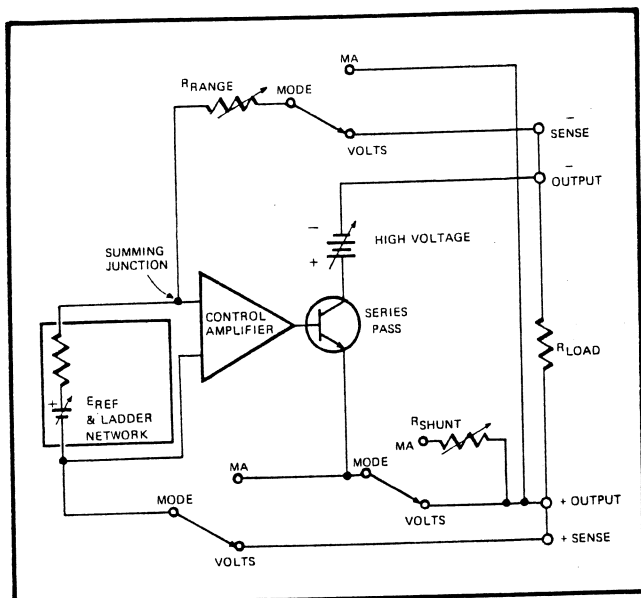 MA
RRANGE
MODE
VOLTS
−
SENSE
−
OUTPUT
−
HIGH VOLTAGE
+
SUMMING
JUNCTION
CONTROL
AMPLIFIER
SERIES
PASS
RLOAD
+
EREF
& LADDER
NETWORK
RSHUNT
MA
MA
MODE
VOLTS
+ OUTPUT
MODE
VOLTS
+ SENSE